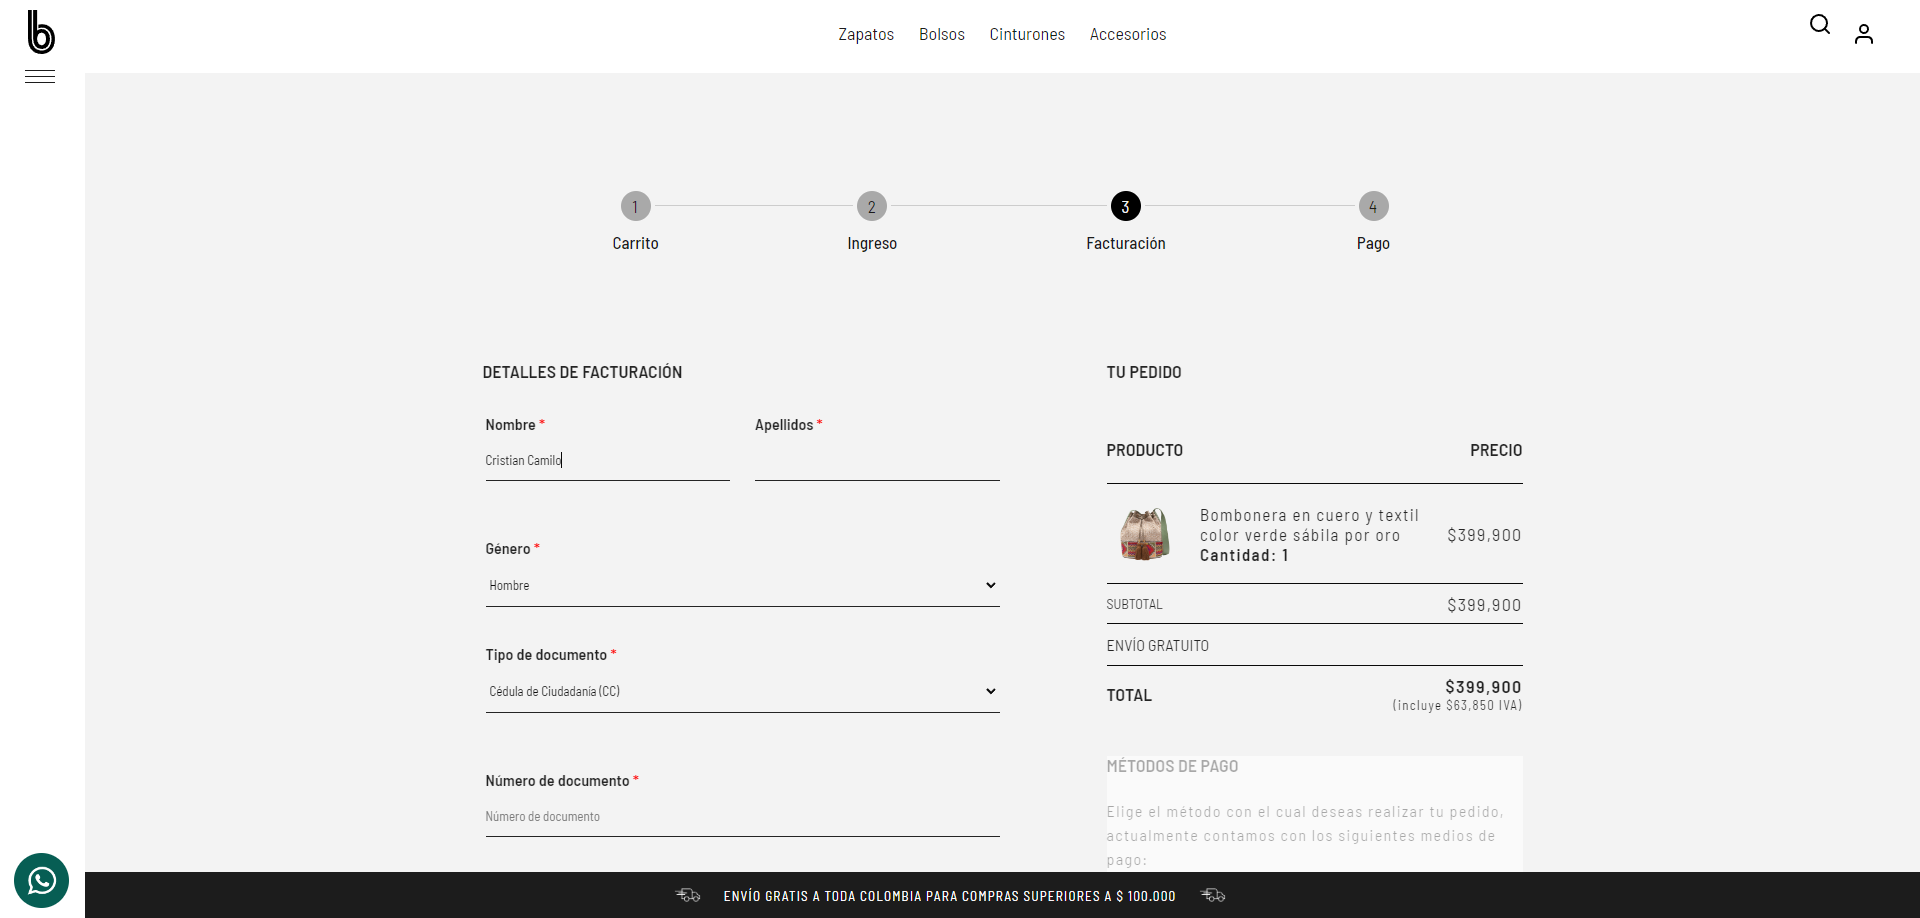 b
Zapatos Bolsos Cinturones Accesorios
1 2 3 4
Carrito Ingreso Facturación Pago
DETALLES DE FACTURACIÓN
Nombre * Apellidos *
Cristian Camilo
Género *
Hombre
Tipo de documento *
Cédula de Ciudadanía (CC)
Número de documento *
Número de documento
TU PEDIDO
PRODUCTO PRECIO
Bombonera en cuero y textil
color verde sábila por oro $399,900
Cantidad: 1
SUBTOTAL $399,900
ENVÍO GRATUITO
TOTAL $399,900
(incluye $63,850 IVA)
MÉTODOS DE PAGO
Elige el método con el cual deseas realizar tu pedido,
actualmente contamos con los siguientes medios de
pago:
ENVÍO GRATIS A TODA COLOMBIA PARA COMPRAS SUPERIORES A $ 100.000